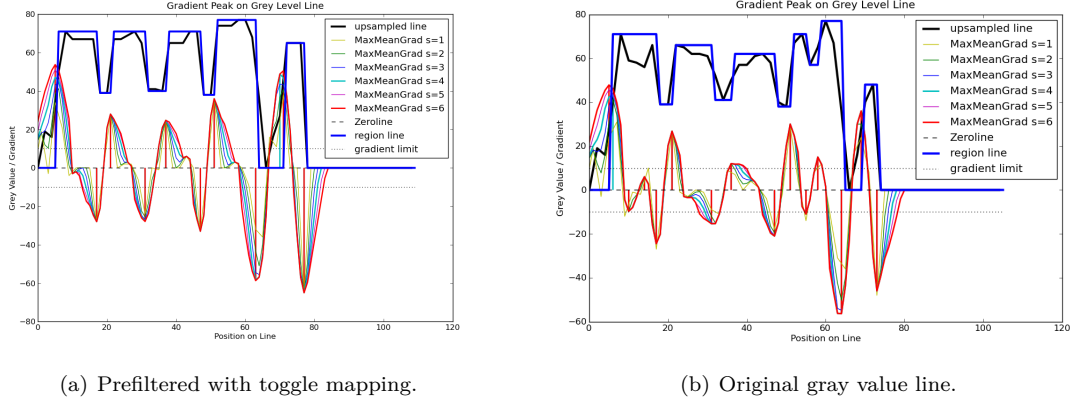 Gradient Peak on Grey Level Line
upsampled line
MaxMeanGrad s=1
MaxMeanGrad s=2
MaxMeanGrad s=3
MaxMeanGrad s=4
MaxMeanGrad s=5
MaxMeanGrad s=6
Zeroline
region line
gradient limit
Grey Value / Gradient
80
60
40
20
0
−20
−40
−60
−80
0 20 40 60 80 100 120
Position on Line
(a) Prefiltered with toggle mapping.
Gradient Peak on Grey Level Line
upsampled line
MaxMeanGrad s=1
MaxMeanGrad s=2
MaxMeanGrad s=3
MaxMeanGrad s=4
MaxMeanGrad s=5
MaxMeanGrad s=6
Zeroline
region line
gradient limit
Grey Value / Gradient
80
60
40
20
0
−20
−40
−60
0 20 40 60 80 100 120
Position on Line
(b) Original gray value line.